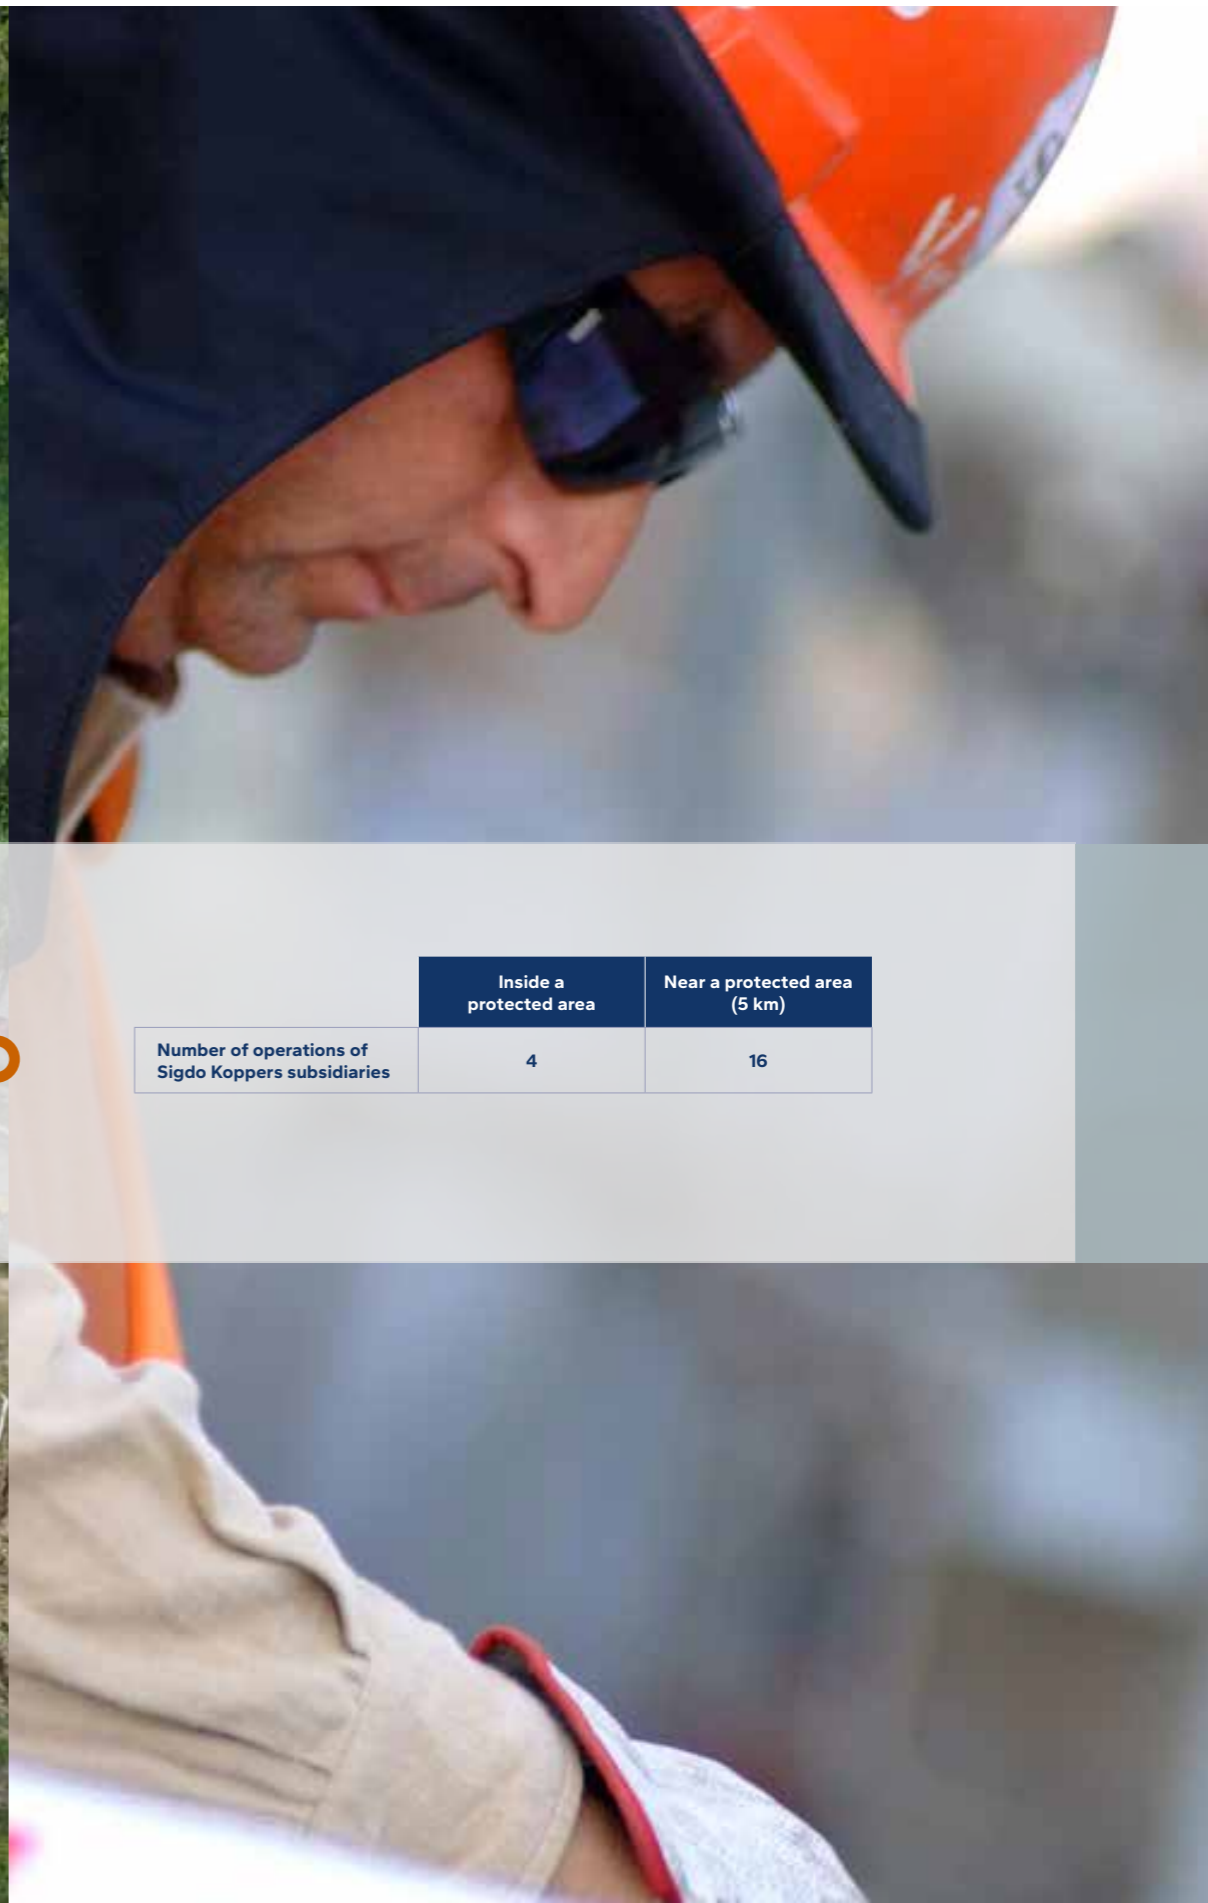 Inside a
protected area
Near a protected area
(5 km)
Number of operations of
Sigdo Koppers subsidiaries
4
16